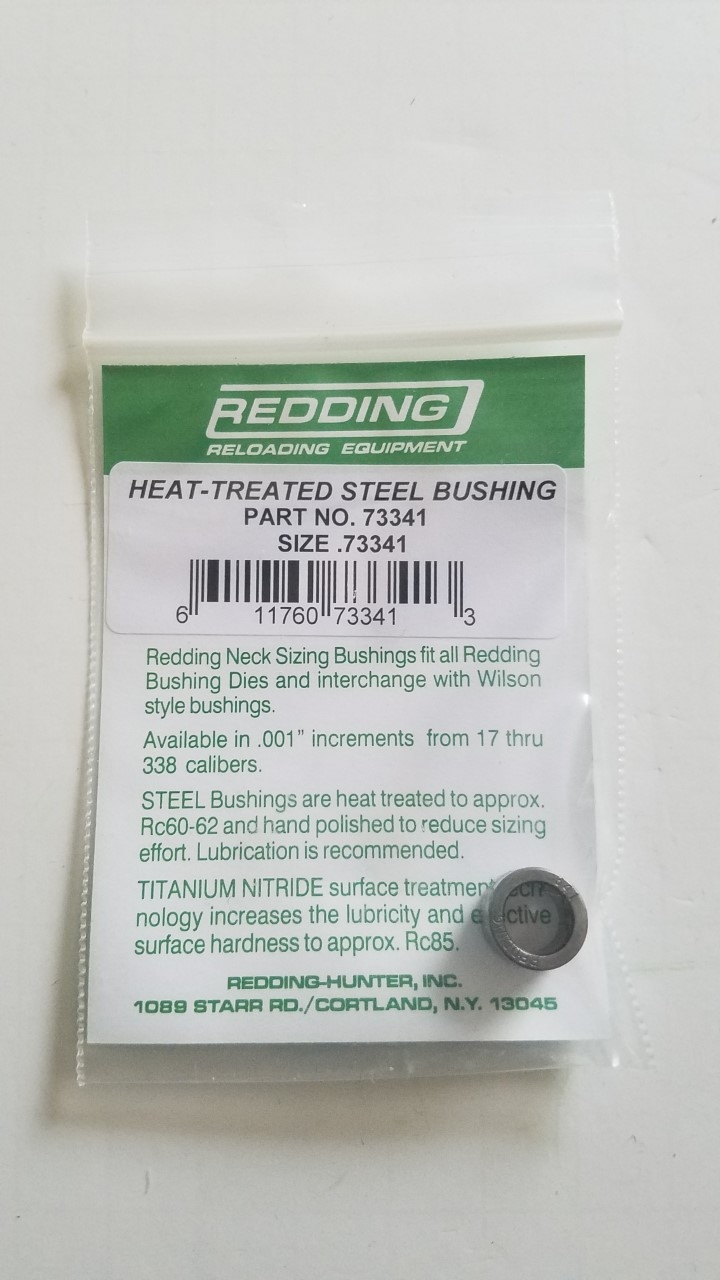 REDDING
RELOADING EQUIPMENT
HEAT-TREATED STEEL BUSHING
PART NO. 73341
SIZE .73341
6 11760 73341 3
Redding Neck Sizing Bushings fit all Redding
Bushing Dies and interchange with Wilson
style bushings.
Available in .001” increments from 17 thru
338 calibers.
STEEL Bushings are heat treated to approx.
Rc60-62 and hand polished to reduce sizing
effort. Lubrication is recommended.
TITANIUM NITRIDE surface treatment
nology increases the lubricity and
surface hardness to approx. Rc85.
REDDING-HUNTER, INC.
1089 STARR RD./CORTLAND, N.Y. 13045